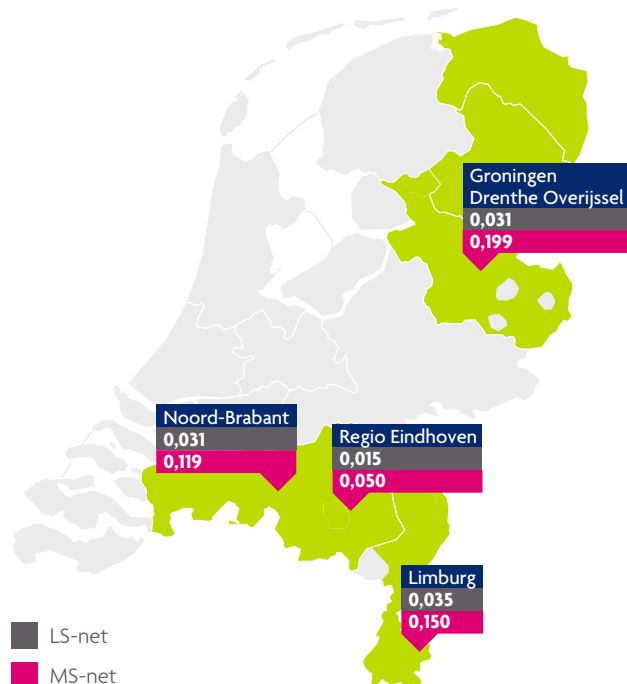 Groningen
Drenthe Overijssel
0,031
0,199
Noord-Brabant
0,031
0,119
Regio Eindhoven
0,015
0,050
Limburg
0,035
0,150
LS-net
MS-net